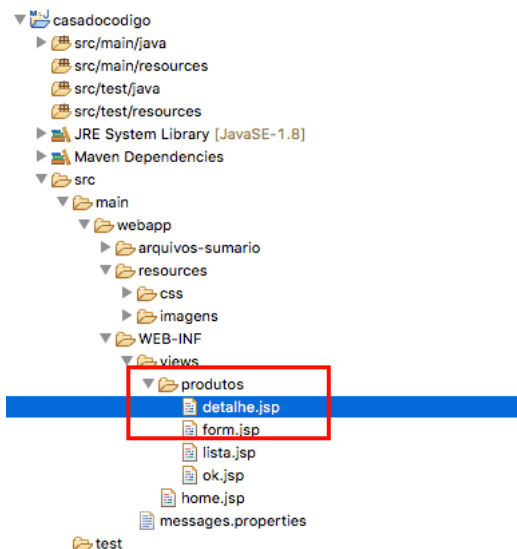 casadocodigo
src/main/java
src/main/resources
src/test/java
src/test/resources
JRE System Library [JavaSE-1.8]
Maven Dependencies
src
main
webapp
arquivos-sumario
resources
css
imagens
WEB-INF
views
produtos
detalhe.jsp
form.jsp
lista.jsp
ok.jsp
home.jsp
messages.properties
test